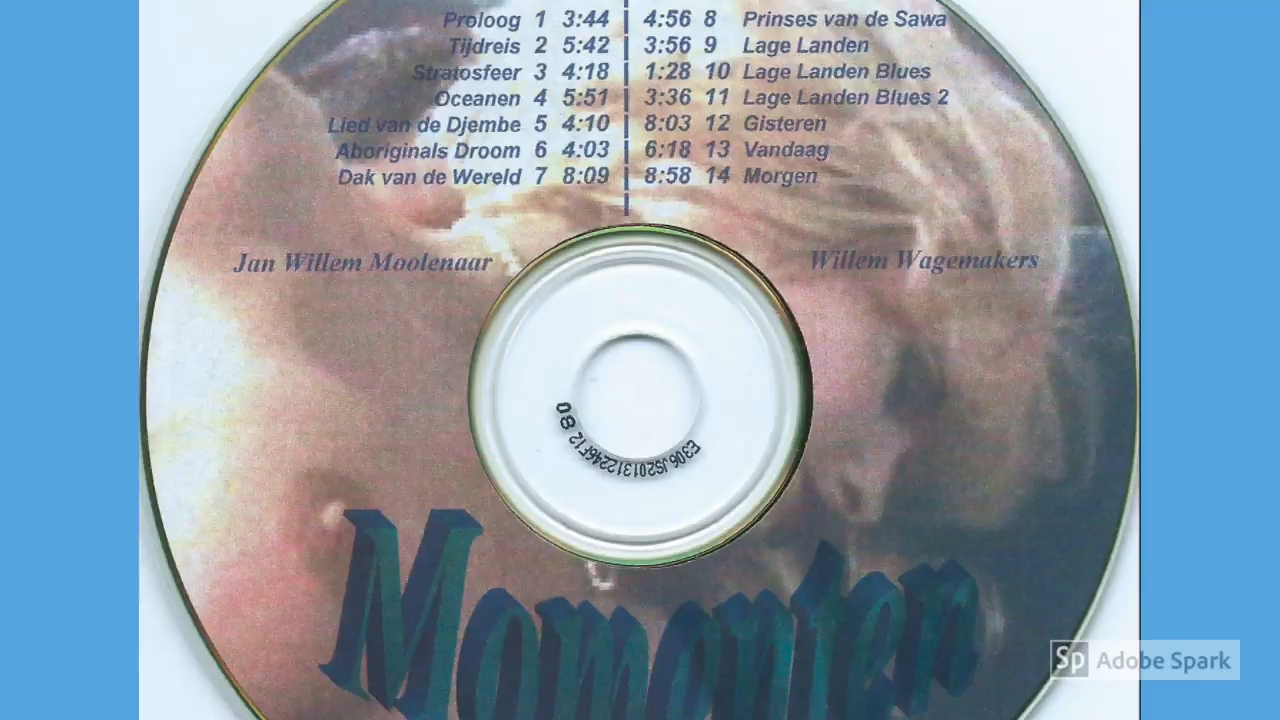 Proloog 1 3:44 | 4:56 8 Prinses van de Sawa
Tijdreis 2 5:42 | 3:56 9 Lage Landen
Stratosfeer 3 4:18 | 1:28 10 Lage Landen Blues
Oceanen 4 5:51 | 3:36 11 Lage Landen Blues 2
Lied van de Djembe 5 4:10 | 8:03 12 Gisteren
Aboriginals Droom 6 4:03 | 6:18 13 Vandaag
Dak van de Wereld 7 8:09 | 8:58 14 Morgen
Jan Willem Moolenaar
Willem Wagemakers
E306JS201312246F12 80
Momenten
Sp Adobe Spark